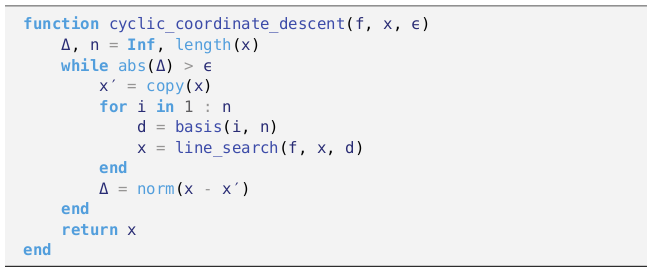 function cyclic_coordinate_descent(f, x, ϵ)
    Δ, n = Inf, length(x)
    while abs(Δ) > ϵ
        x′ = copy(x)
        for i in 1 : n
            d = basis(i, n)
            x = line_search(f, x, d)
        end
        Δ = norm(x - x′)
    end
    return x
end